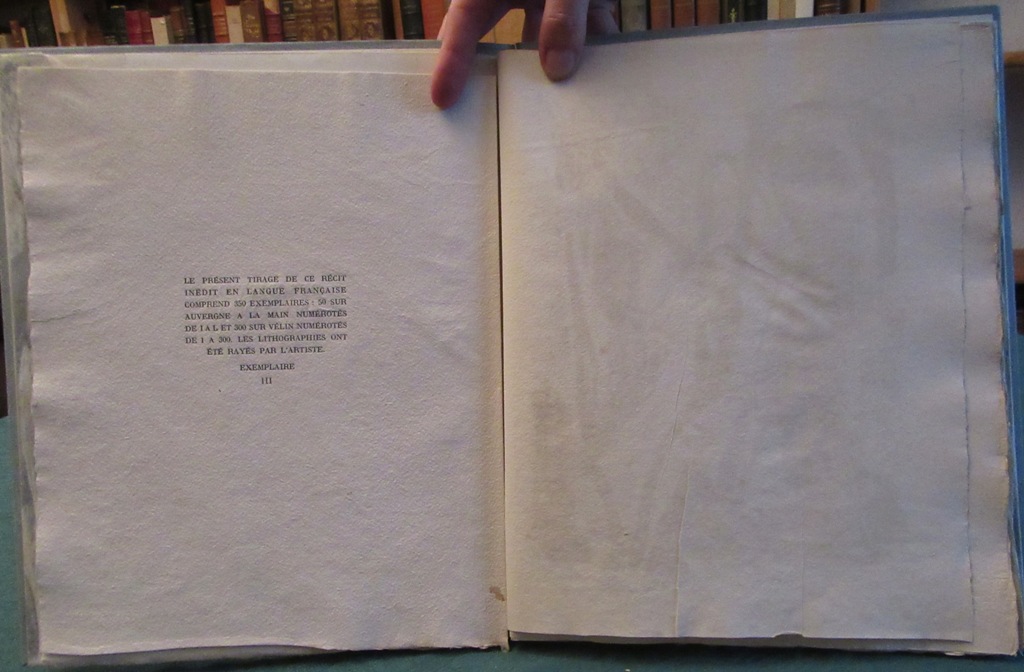 LE PRÉSENT TIRAGE DE CE RÉCIT
INÉDIT EN LANGUE FRANÇAISE
COMPREND 350 EXEMPLAIRES : 50 SUR
AUVERGNE A LA MAIN NUMÉROTÉS
DE I A L ET 300 SUR VÉLIN NUMÉROTÉS
DE 1 A 300. LES LITHOGRAPHIES ONT
ÉTÉ RAYÉS PAR L'ARTISTE.
EXEMPLAIRE
III